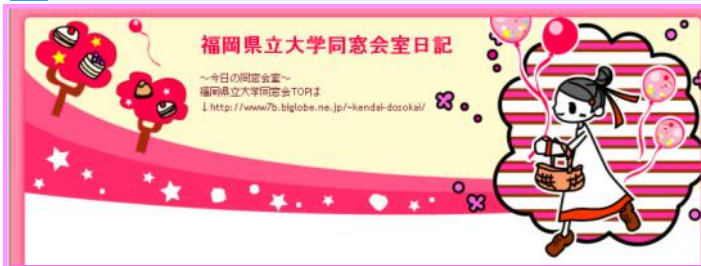 福岡県立大学同窓会室日記
～今日の同窓会室～
福岡県立大学同窓会TOPは
↓http://www7b.biglobe.ne.jp/~kendai-dosokai/